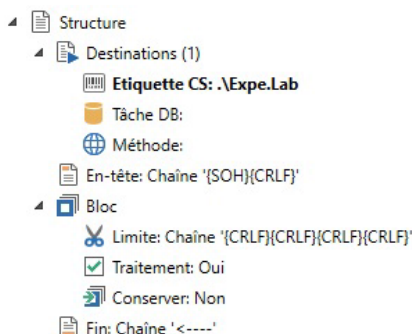 Structure
Destinations (1)
Etiquette CS: .\Expe.Lab
Tâche DB:
Méthode:
En-tête: Chaîne '{SOH}{CRLF}'
Bloc
Limite: Chaîne '{CRLF}{CRLF}{CRLF}{CRLF}'
Traitement: Oui
Conserver: Non
Fin: Chaîne '<----'